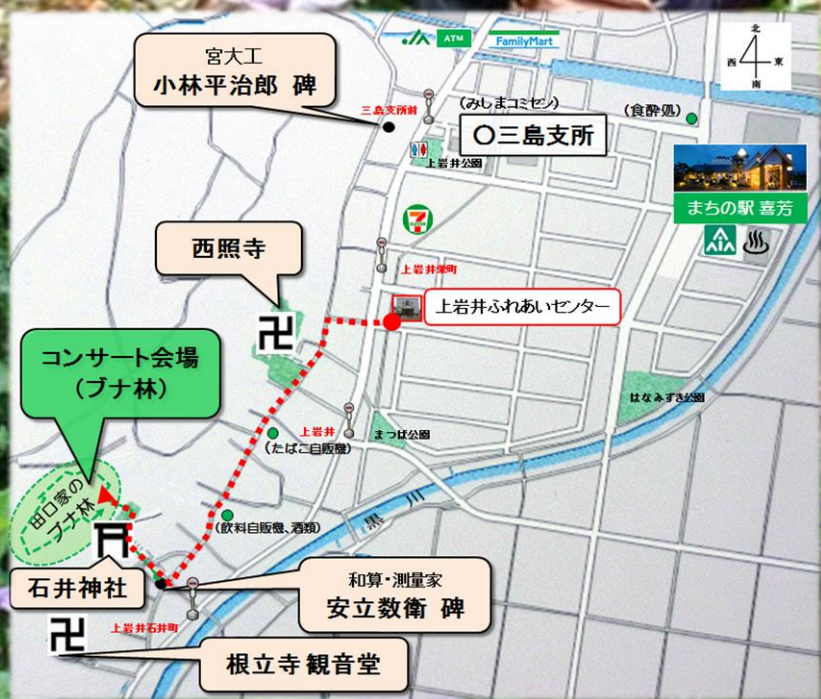 JA
ATM
FamilyMart
北
西 東
南
宮大工
小林平治郎 碑
三島支所前
(みしまコミセン)
〇三島支所
(食酔処)
上岩井公園
まちの駅 喜芳
7
ELEVEN
西照寺
上岩井栄町
上岩井ふれあいセンター
コンサート会場
(ブナ林)
はなみずき公園
上岩井
まつば公園
(たばこ自販機)
田口家の
ブナ林
(飲料自販機、酒類)
黒川
石井神社
和算・測量家
安立数衛 碑
上岩井石井町
根立寺 観音堂